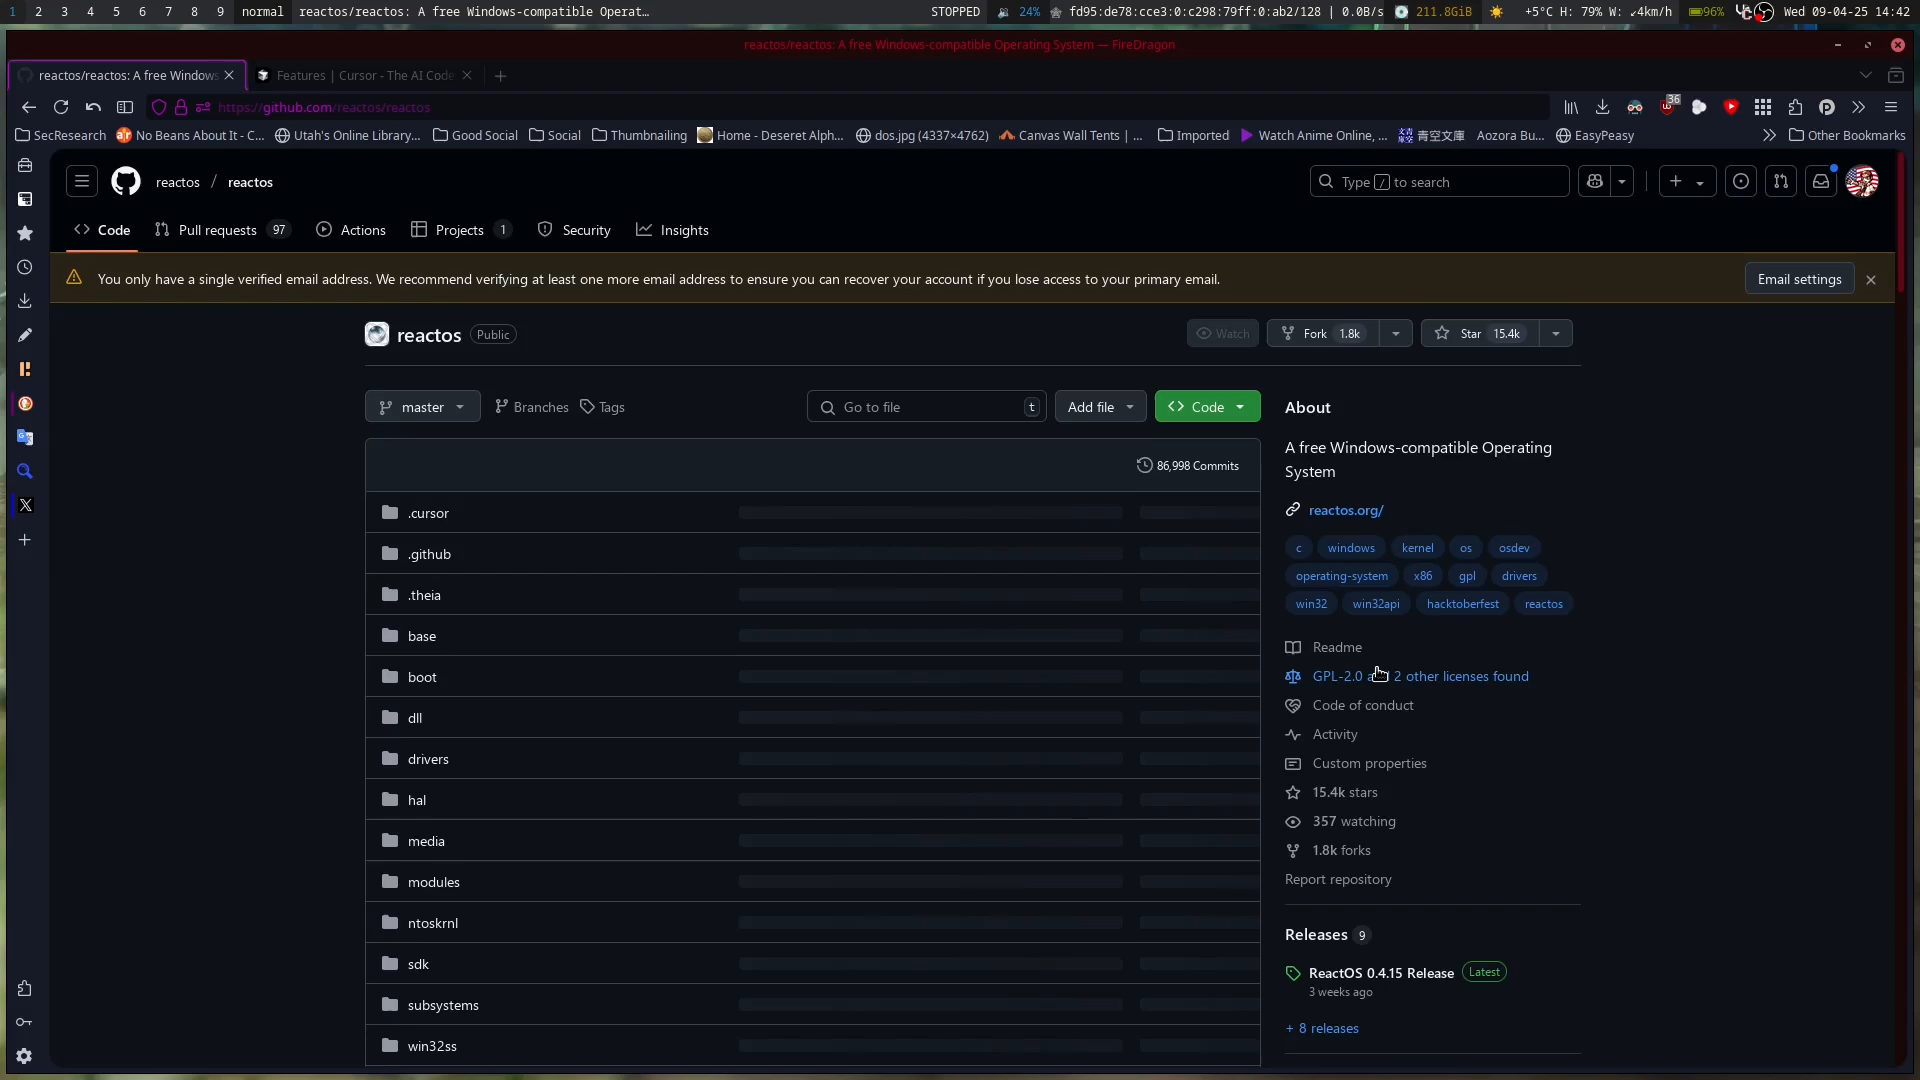 1 2 3 4 5 6 7 8 9 normal reactos/reactos: A free Windows-compatible Operat… STOPPED 24% fd95:de78:cce3:0:c298:79ff:0:ab2/128 | 0.0B/s 211.8GiB +5°C H: 79% W: ↙4km/h 96% Wed 09-04-25 14:42
reactos/reactos: A free Windows-compatible Operating System — FireDragon
reactos/reactos: A free Windows Features | Cursor - The AI Code
https://github.com/reactos/reactos 36
SecResearch No Beans About It - C… Utah's Online Library… Good Social Social Thumbnailing Home - Deseret Alph… dos.jpg (4337×4762) Canvas Wall Tents | … Imported Watch Anime Online, … 青空文庫 Aozora Bu… EasyPeasy Other Bookmarks
reactos / reactos Type / to search
Code Pull requests 97 Actions Projects 1 Security Insights
You only have a single verified email address. We recommend verifying at least one more email address to ensure you can recover your account if you lose access to your primary email. Email settings
reactos Public Watch Fork 1.8k Star 15.4k
master Branches Tags Go to file t Add file Code
86,998 Commits
.cursor
.github
.theia
base
boot
dll
drivers
hal
media
modules
ntoskrnl
sdk
subsystems
win32ss
About
A free Windows-compatible Operating
System
reactos.org/
c windows kernel os osdev
operating-system x86 gpl drivers
win32 win32api hacktoberfest reactos
Readme
GPL-2.0 and 2 other licenses found
Code of conduct
Activity
Custom properties
15.4k stars
357 watching
1.8k forks
Report repository
Releases 9
ReactOS 0.4.15 Release Latest
3 weeks ago
+ 8 releases